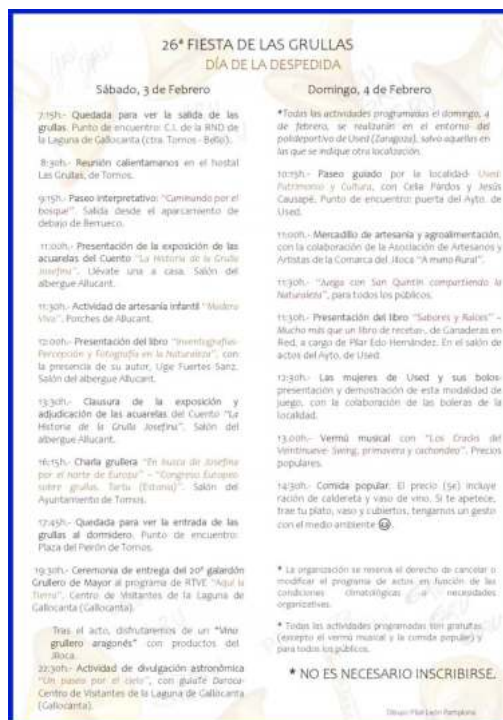 26ª FIESTA DE LAS GRULLAS
DÍA DE LA DESPEDIDA
Sábado, 3 de Febrero
7:15h.- Quedada para ver la salida de las
grullas. Punto de encuentro: C.I. de la RND de
la Laguna de Gallocanta (ctra. Tornos - Bello).
8:30h.- Reunión calientamanos en el hostal
Las Grullas, de Tornos.
9:15h.- Paseo interpretativo: "Caminando por el
bosque". Salida desde el aparcamiento de
debajo de Berrueco.
11:00h.- Presentación de la exposición de las
acuarelas del Cuento "La Historia de la Grulla
Josefina". Llévate una a casa. Salón del
albergue Allucant.
11:30h.- Actividad de artesanía infantil "Madera
Viva". Porches de Allucant.
12:00h.- Presentación del libro "Investografías-
Percepción y Fotografía en la Naturaleza", con
la presencia de su autor, Uge Fuertes Sanz.
Salón del albergue Allucant.
13:30h.- Clausura de la exposición y
adjudicación de las acuarelas del Cuento "La
Historia de la Grulla Josefina". Salón del
albergue Allucant.
16:15h.- Charla grullera "En busca de Josefina
por el norte de Europa" – "Congreso Europeo
sobre grullas. Tartu (Estonia)". Salón del
Ayuntamiento de Tornos.
17:45h.- Quedada para ver la entrada de las
grullas al dormidero. Punto de encuentro:
Plaza del Peirón de Tornos.
19:30h.- Ceremonia de entrega del 20º galardón
Grullero de Mayor al programa de RTVE "Aquí la
Tierra". Centro de Visitantes de la Laguna de
Gallocanta (Gallocanta).
Tras el acto, disfrutaremos de un "Vino
grullero aragonés" con productos del
Jiloca.
22:30h.- Actividad de divulgación astronómica
"Un paseo por el cielo", con guíaTe Daroca-
Centro de Visitantes de la Laguna de Gallocanta
(Gallocanta).
Domingo, 4 de Febrero
*Todas las actividades programadas el domingo, 4
de febrero, se realizarán en el entorno del
polideportivo de Used (Zaragoza), salvo aquellas en
las que se indique otra localización.
10:15h.- Paseo guiado por la localidad- Used:
Patrimonio y Cultura, con Celia Pardos y Jesús
Causapé. Punto de encuentro: puerta del Ayto. de
Used.
11:00h.- Mercadillo de artesanía y agroalimentación,
con la colaboración de la Asociación de Artesanos y
Artistas de la Comarca del Jiloca "A mano Rural".
11:30h.- "Juega con San Quintín compartiendo la
Naturaleza", para todos los públicos.
11:30h.- Presentación del libro "Sabores y Raíces" –
Mucho más que un libro de recetas-, de Ganaderas en
Red, a cargo de Pilar Edo Hernández. En el salón de
actos del Ayto. de Used.
12:30h.- Las mujeres de Used y sus bolos-
presentación y demostración de esta modalidad de
juego, con la colaboración de las boleras de la
localidad.
13:00h.- Vermú musical con "Los Cracks del
Veintinueve- Swing, primavera y cachondeo". Precios
populares.
14:30h.- Comida popular. El precio (5€) incluye
ración de caldereta y vaso de vino. Si te apetece,
trae tu plato, vaso y cubiertos, tengamos un gesto
con el medio ambiente
* La organización se reserva el derecho de cancelar o
modificar el programa de actos en función de las
condiciones climatológicas o necesidades
organizativas.
* Todas las actividades programadas son gratuitas
(excepto el vermú musical y la comida popular) y
para todos los públicos.
* NO ES NECESARIO INSCRIBIRSE.
Dibujo: Pilar León Pamplona